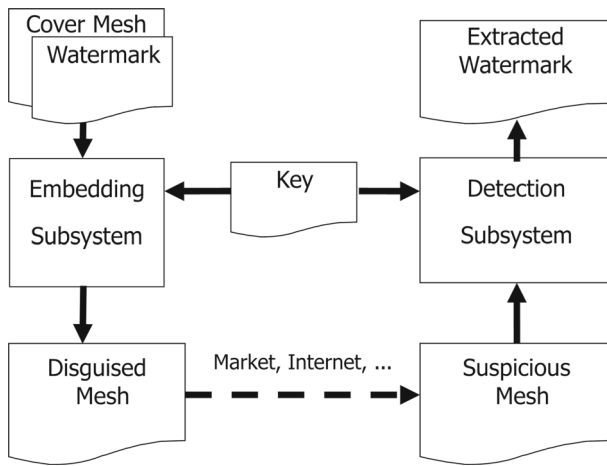 Cover Mesh
Watermark
Extracted
Watermark
Embedding
Subsystem
Key
Detection
Subsystem
Disguised
Mesh
Market, Internet, ...
Suspicious
Mesh